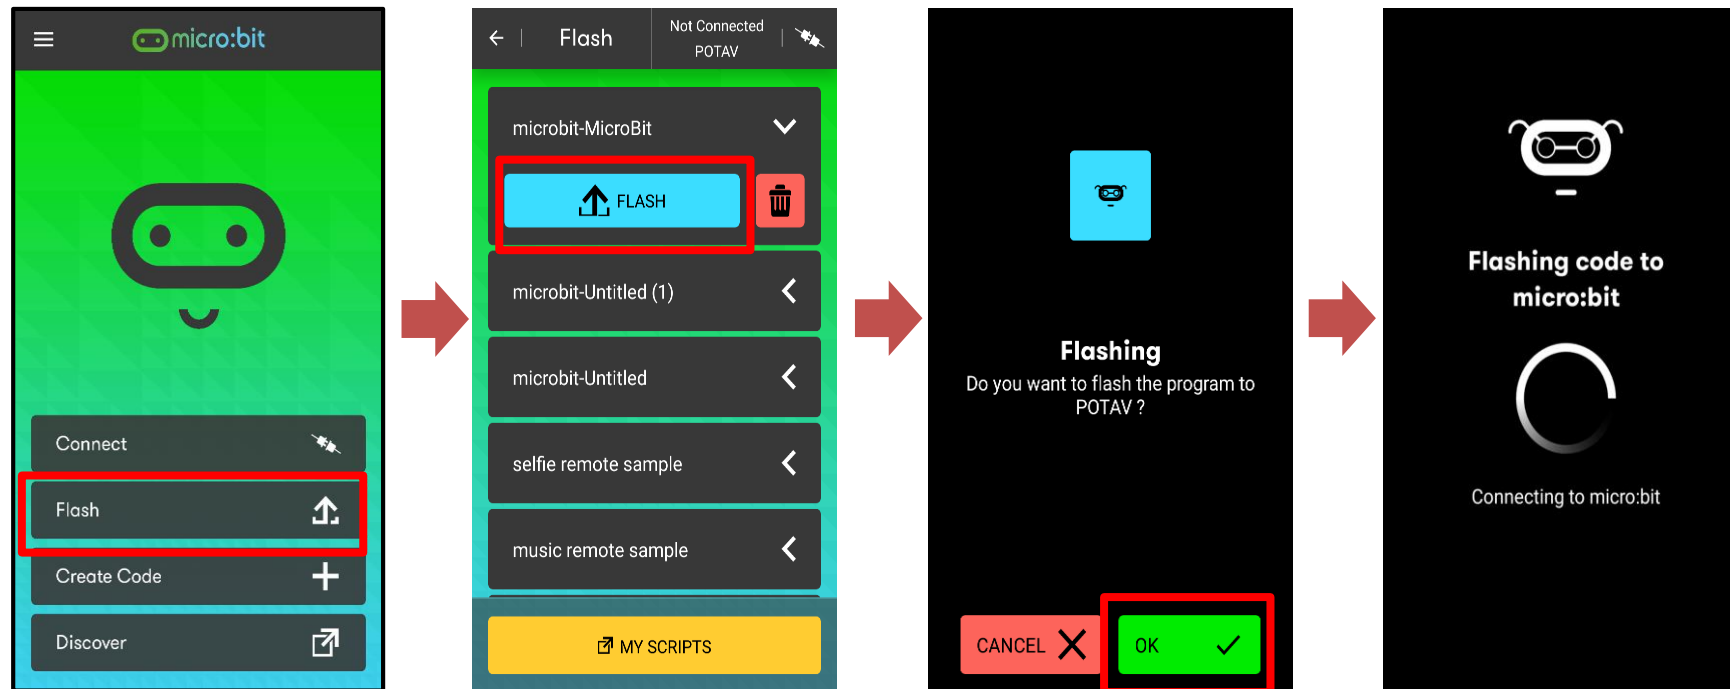 micro:bit
Connect
Flash
Create Code
Discover
Flash
Not Connected
POTAV
microbit-MicroBit
FLASH
microbit-Untitled (1)
microbit-Untitled
selfie remote sample
music remote sample
MY SCRIPTS
Flashing
Do you want to flash the program to
POTAV ?
CANCEL
OK
Flashing code to
micro:bit
Connecting to micro:bit